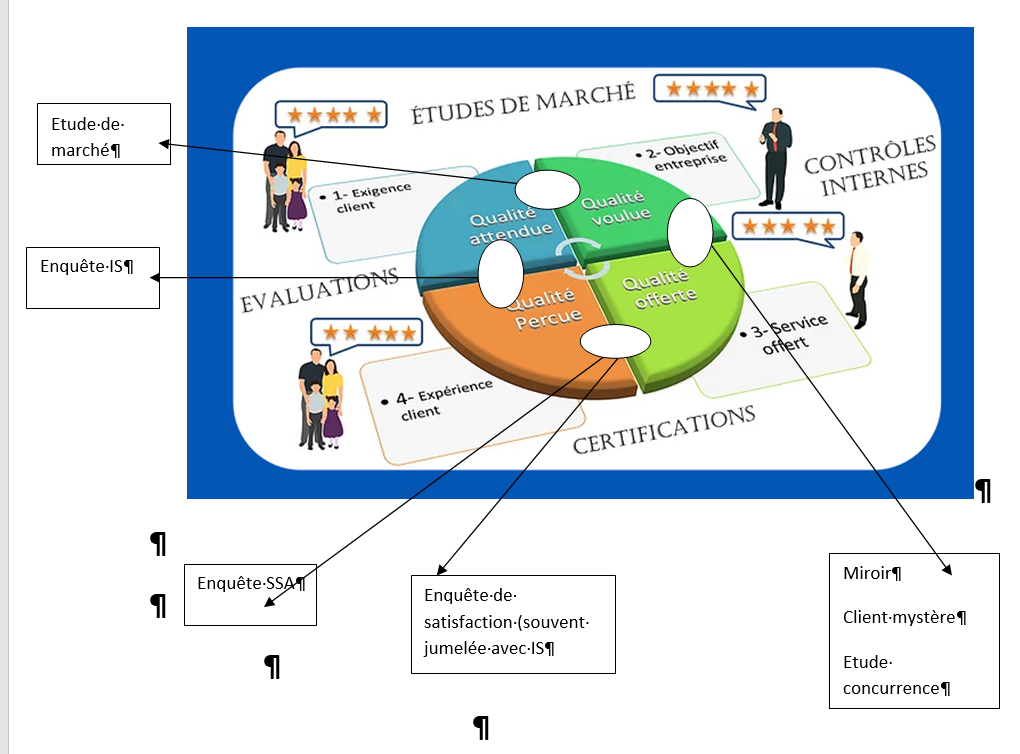 Etude de
marché¶
ÉTUDES DE MARCHÉ
CONTRÔLES
INTERNES
• 1- Exigence
client
• 2- Objectif
entreprise
Qualité
attendue
Qualité
voulue
Enquête IS¶
EVALUATIONS
Qualité
Percue
Qualité
offerte
• 3- Service
offert
• 4- Expérience
client
CERTIFICATIONS
¶
¶
Enquête SSA¶
¶
Enquête de
satisfaction (souvent
jumelée avec IS¶
Miroir¶
Client mystère¶
Etude
concurrence¶
¶
¶